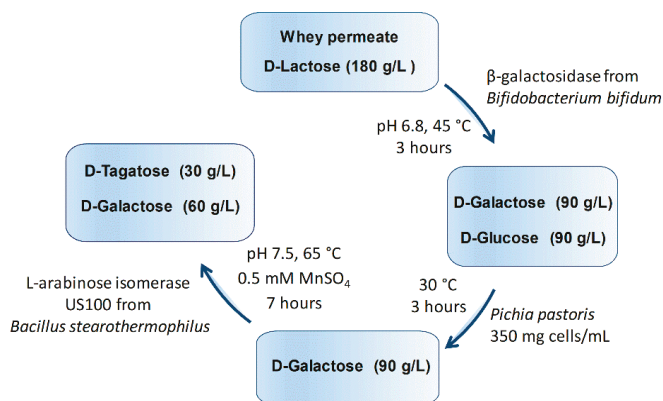 Whey permeate
D-Lactose (180 g/L)
β-galactosidase from
Bifidobacterium bifidum
pH 6.8, 45 °C
3 hours
D-Galactose (90 g/L)
D-Glucose (90 g/L)
30 °C
3 hours
Pichia pastoris
350 mg cells/mL
D-Galactose (90 g/L)
pH 7.5, 65 °C
0.5 mM MnSO₄
7 hours
L-arabinose isomerase
US100 from
Bacillus stearothermophilus
D-Tagatose (30 g/L)
D-Galactose (60 g/L)